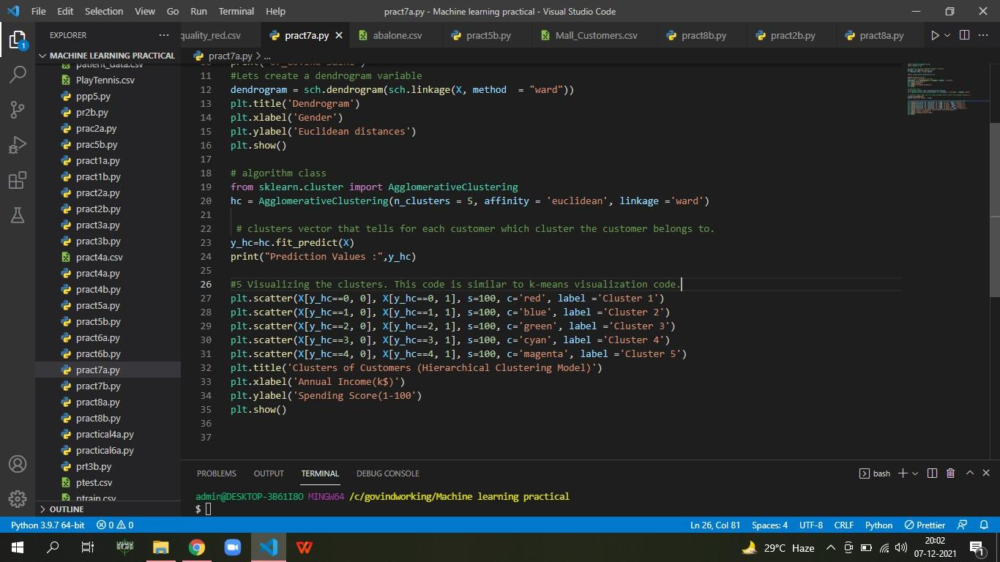 File Edit Selection View Go Run Terminal Help pract7a.py - Machine learning practical - Visual Studio Code
EXPLORER ··· quality_red.csv pract7a.py abalone.csv pract5b.py Mall_Customers.csv pract8b.py pract2b.py pract8a.py ···
1
MACHINE LEARNING PRACTICAL
pract7a.py > ...
patient_data.csv
PlayTennis.csv
ppp5.py
pr2b.py
prac2a.py
prac5b.py
pract1a.py
pract1b.py
pract2a.py
pract2b.py
pract3a.py
pract3b.py
pract4a.csv
pract4a.py
pract4b.py
pract5a.py
pract5b.py
pract6a.py
pract6b.py
pract7a.py
pract7b.py
pract8a.py
pract8b.py
practical4a.py
practical6a.py
prt3b.py
ptest.csv
ptrain.csv
OUTLINE
11 #Lets create a dendrogram variable
12 dendrogram = sch.dendrogram(sch.linkage(X, method  = "ward"))
13 plt.title('Dendrogram')
14 plt.xlabel('Gender')
15 plt.ylabel('Euclidean distances')
16 plt.show()
17
18 # algorithm class
19 from sklearn.cluster import AgglomerativeClustering
20 hc = AgglomerativeClustering(n_clusters = 5, affinity = 'euclidean', linkage ='ward')
21
22  # clusters vector that tells for each customer which cluster the customer belongs to.
23 y_hc=hc.fit_predict(X)
24 print("Prediction Values :",y_hc)
25
26 #5 Visualizing the clusters. This code is similar to k-means visualization code.
27 plt.scatter(X[y_hc==0, 0], X[y_hc==0, 1], s=100, c='red', label ='Cluster 1')
28 plt.scatter(X[y_hc==1, 0], X[y_hc==1, 1], s=100, c='blue', label ='Cluster 2')
29 plt.scatter(X[y_hc==2, 0], X[y_hc==2, 1], s=100, c='green', label ='Cluster 3')
30 plt.scatter(X[y_hc==3, 0], X[y_hc==3, 1], s=100, c='cyan', label ='Cluster 4')
31 plt.scatter(X[y_hc==4, 0], X[y_hc==4, 1], s=100, c='magenta', label ='Cluster 5')
32 plt.title('Clusters of Customers (Hierarchical Clustering Model)')
33 plt.xlabel('Annual Income(k$)')
34 plt.ylabel('Spending Score(1-100')
35 plt.show()
36
37
PROBLEMS OUTPUT TERMINAL DEBUG CONSOLE bash
admin@DESKTOP-3B61I8O MINGW64 /c/govindworking/Machine learning practical
$
Python 3.9.7 64-bit 0 0 Ln 26, Col 81 Spaces: 4 UTF-8 CRLF Python Prettier
29°C Haze 20:02
07-12-2021
1